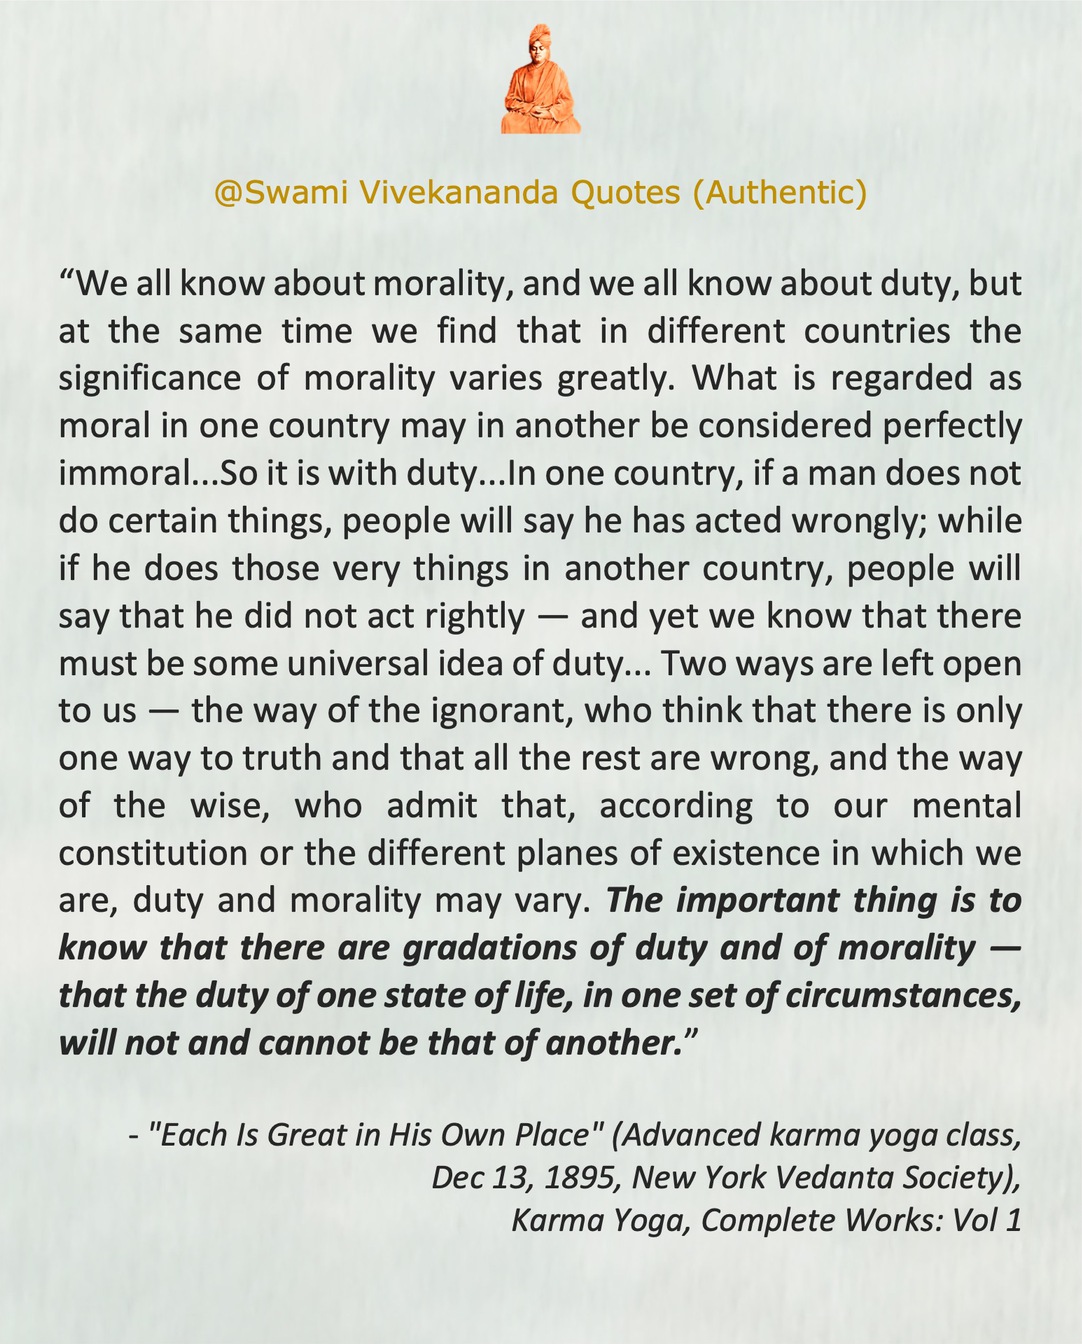 @Swami Vivekananda Quotes (Authentic)
“We all know about morality, and we all know about duty, but
at the same time we find that in different countries the
significance of morality varies greatly. What is regarded as
moral in one country may in another be considered perfectly
immoral...So it is with duty...In one country, if a man does not
do certain things, people will say he has acted wrongly; while
if he does those very things in another country, people will
say that he did not act rightly — and yet we know that there
must be some universal idea of duty... Two ways are left open
to us — the way of the ignorant, who think that there is only
one way to truth and that all the rest are wrong, and the way
of the wise, who admit that, according to our mental
constitution or the different planes of existence in which we
are, duty and morality may vary. The important thing is to
know that there are gradations of duty and of morality —
that the duty of one state of life, in one set of circumstances,
will not and cannot be that of another.”
- "Each Is Great in His Own Place" (Advanced karma yoga class,
Dec 13, 1895, New York Vedanta Society),
Karma Yoga, Complete Works: Vol 1